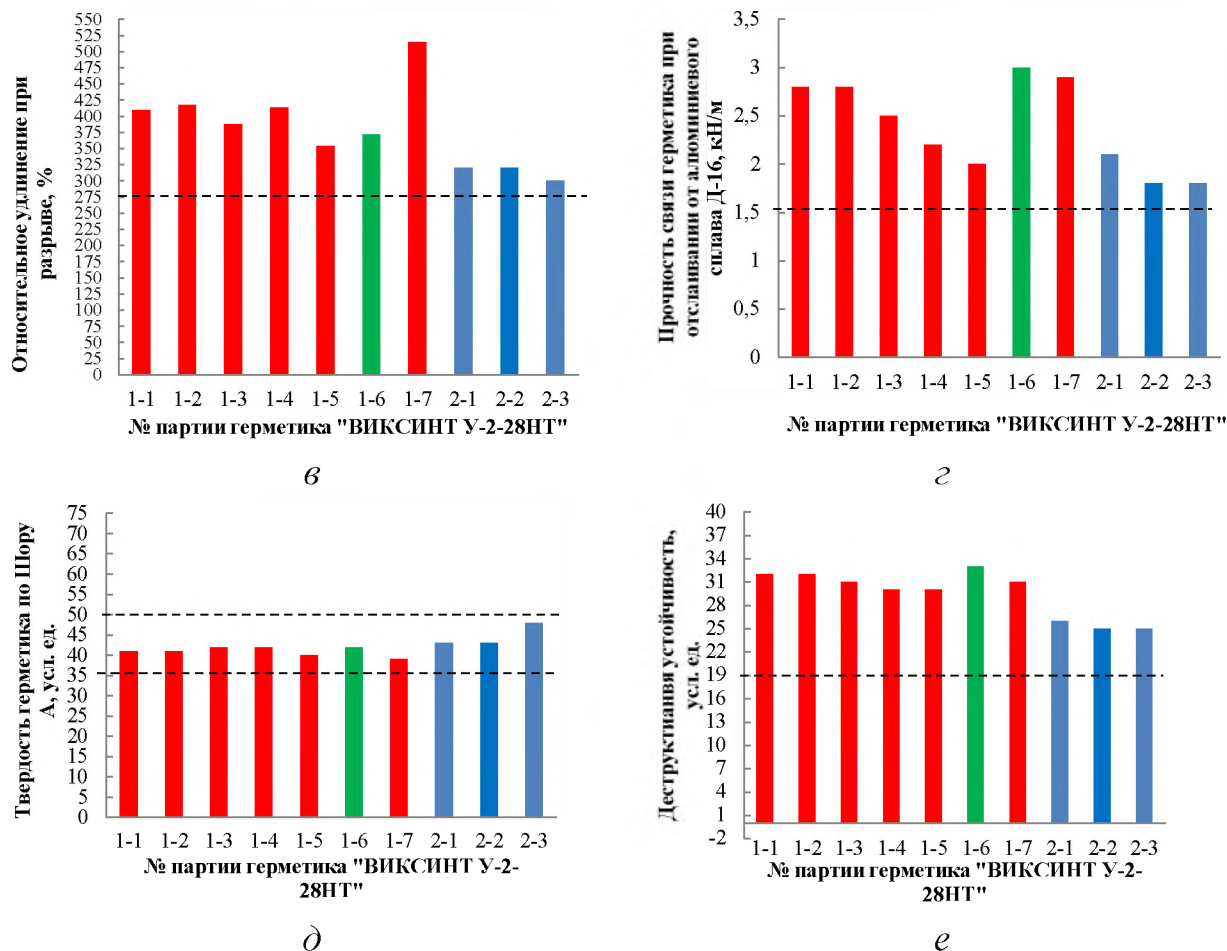 Относительное удлинение при
разрыве, %
550
525
500
475
450
425
400
375
350
325
300
275
250
225
200
175
150
125
100
75
50
25
0
1-1 1-2 1-3 1-4 1-5 1-6 1-7 2-1 2-2 2-3
№ партии герметика "ВИКСИНТ У-2-28НТ"
в
Прочность связи герметика при
отслаивании от алюминиевого
сплава Д-16, кН/м
3,5
3
2,5
2
1,5
1
0,5
0
1-1 1-2 1-3 1-4 1-5 1-6 1-7 2-1 2-2 2-3
№ партии герметика "ВИКСИНТ У-2-28НТ"
г
Твердость герметика по Шору
А, усл. ед.
75
70
65
60
55
50
45
40
35
30
25
20
15
10
5
0
1-1 1-2 1-3 1-4 1-5 1-6 1-7 2-1 2-2 2-3
№ партии герметика "ВИКСИНТ У-2-
28НТ"
д
Деструктианвя устойчивость,
усл. ед.
40
37
34
31
28
25
22
19
16
13
10
7
4
1
-2
1-1 1-2 1-3 1-4 1-5 1-6 1-7 2-1 2-2 2-3
№ партии герметика "ВИКСИНТ У-2-
28НТ"
е